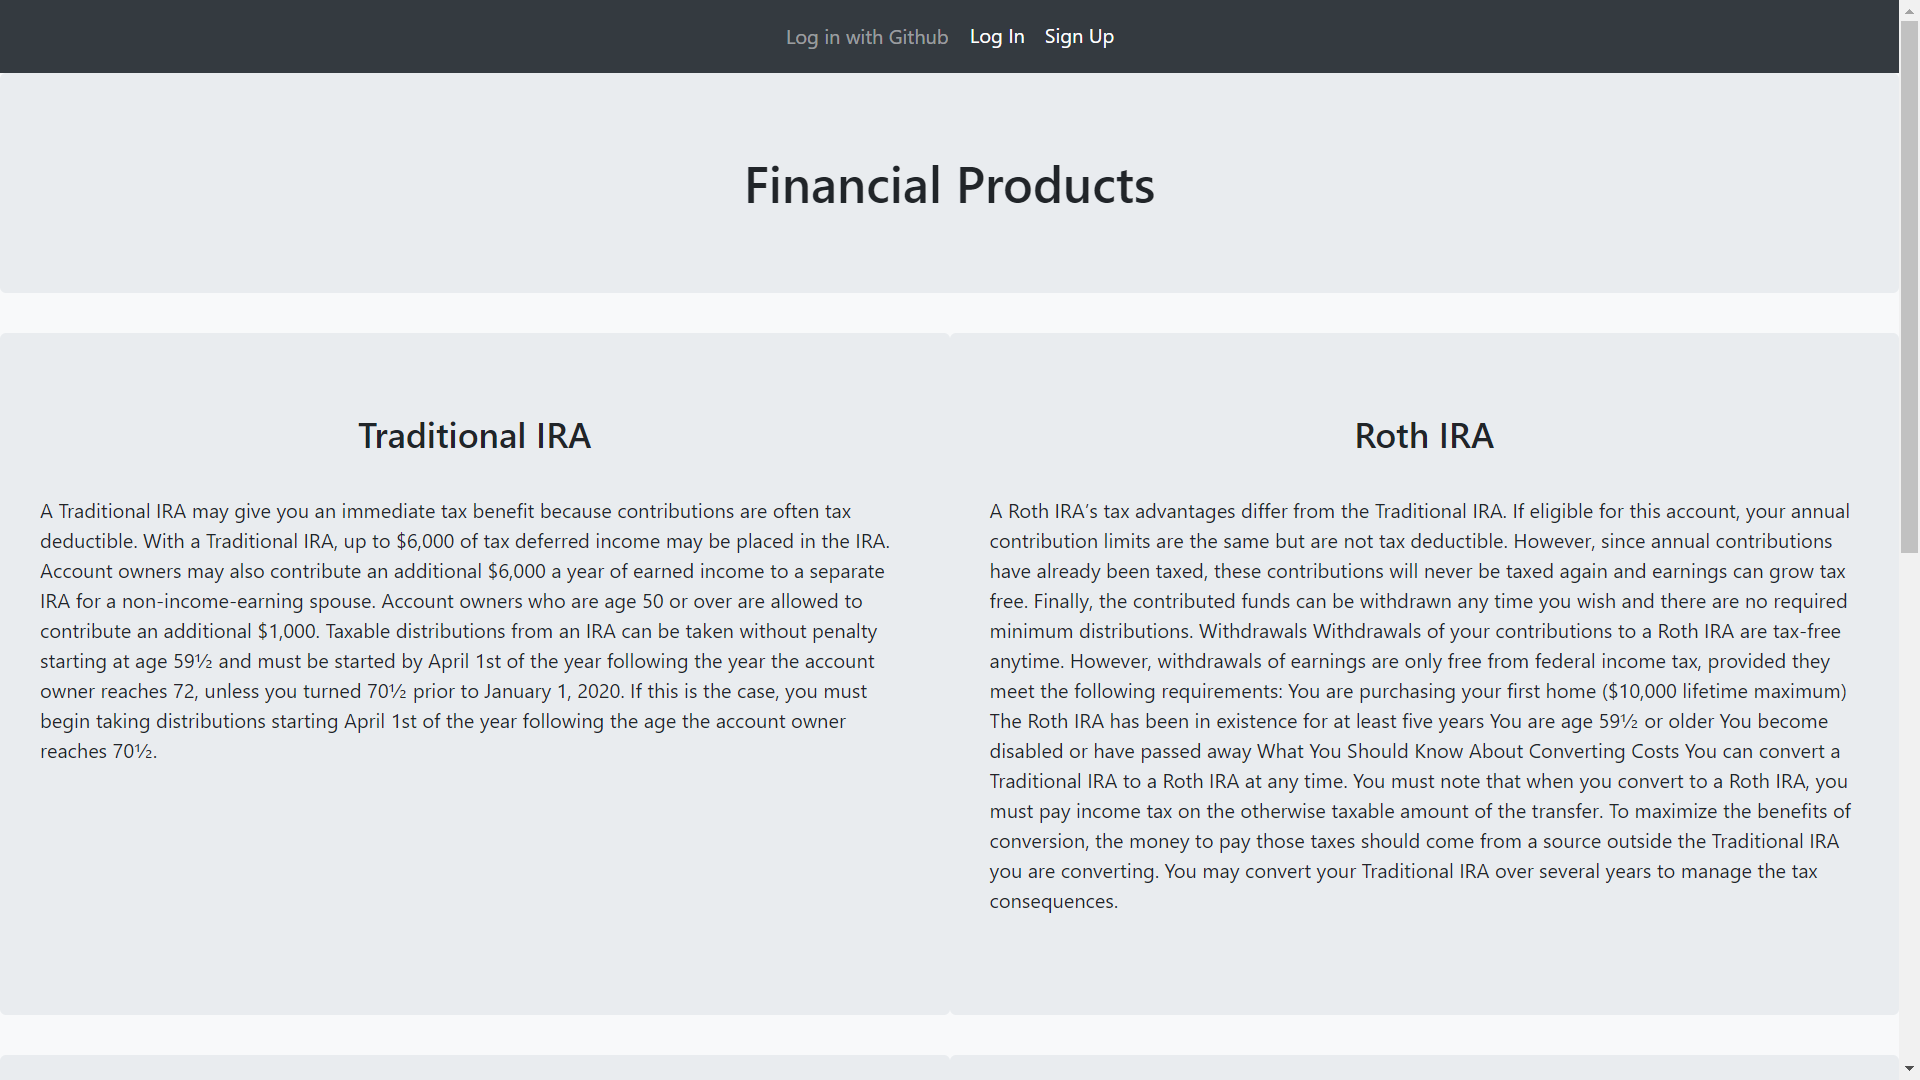 Log in with Github Log In Sign Up
Financial Products
Traditional IRA
A Traditional IRA may give you an immediate tax benefit because contributions are often tax
deductible. With a Traditional IRA, up to $6,000 of tax deferred income may be placed in the IRA.
Account owners may also contribute an additional $6,000 a year of earned income to a separate
IRA for a non-income-earning spouse. Account owners who are age 50 or over are allowed to
contribute an additional $1,000. Taxable distributions from an IRA can be taken without penalty
starting at age 59½ and must be started by April 1st of the year following the year the account
owner reaches 72, unless you turned 70½ prior to January 1, 2020. If this is the case, you must
begin taking distributions starting April 1st of the year following the age the account owner
reaches 70½.
Roth IRA
A Roth IRA’s tax advantages differ from the Traditional IRA. If eligible for this account, your annual
contribution limits are the same but are not tax deductible. However, since annual contributions
have already been taxed, these contributions will never be taxed again and earnings can grow tax
free. Finally, the contributed funds can be withdrawn any time you wish and there are no required
minimum distributions. Withdrawals Withdrawals of your contributions to a Roth IRA are tax-free
anytime. However, withdrawals of earnings are only free from federal income tax, provided they
meet the following requirements: You are purchasing your first home ($10,000 lifetime maximum)
The Roth IRA has been in existence for at least five years You are age 59½ or older You become
disabled or have passed away What You Should Know About Converting Costs You can convert a
Traditional IRA to a Roth IRA at any time. You must note that when you convert to a Roth IRA, you
must pay income tax on the otherwise taxable amount of the transfer. To maximize the benefits of
conversion, the money to pay those taxes should come from a source outside the Traditional IRA
you are converting. You may convert your Traditional IRA over several years to manage the tax
consequences.